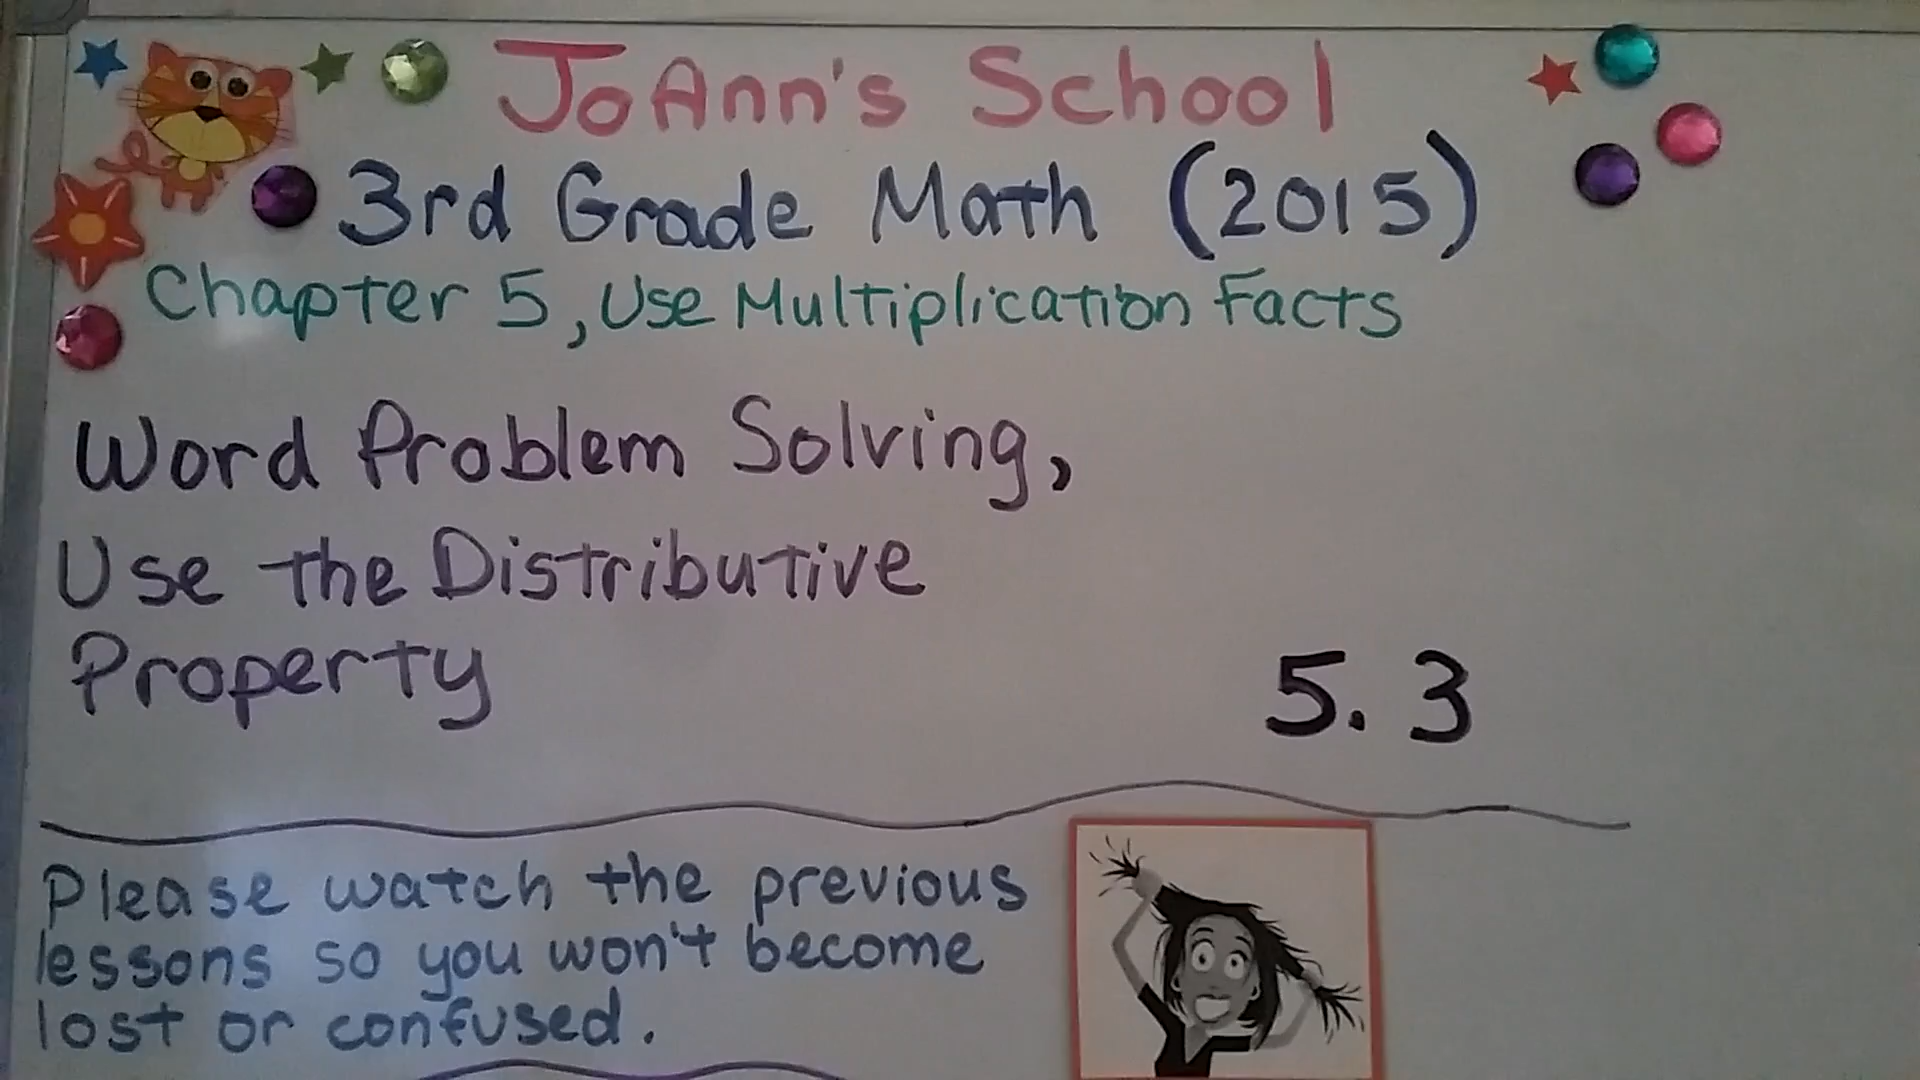 JoAnn's School
3rd Grade Math (2015)
Chapter 5, Use Multiplication Facts
Word Problem Solving,
Use the Distributive
Property
5.3
Please watch the previous
lessons so you won't become
lost or confused.